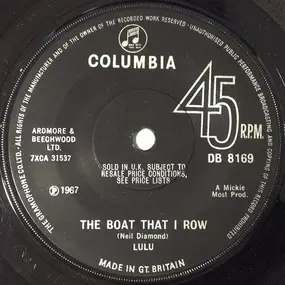 ALL RIGHTS OF THE MANUFACTURER AND OF THE OWNER OF THE RECORDED WORK RESERVED · UNAUTHORISED PUBLIC PERFORMANCE BROADCASTING AND COPYING OF THIS RECORD PROHIBITED
THE GRAMOPHONE CO. LTD.
COLUMBIA
45
R.P.M.
ARDMORE &
BEECHWOOD
LTD.
7XCA 31537
DB 8169
SOLD IN U.K. SUBJECT TO
RESALE PRICE CONDITIONS,
SEE PRICE LISTS
℗1967
A Mickie
Most Prod.
THE BOAT THAT I ROW
(Neil Diamond)
LULU
MADE IN GT. BRITAIN